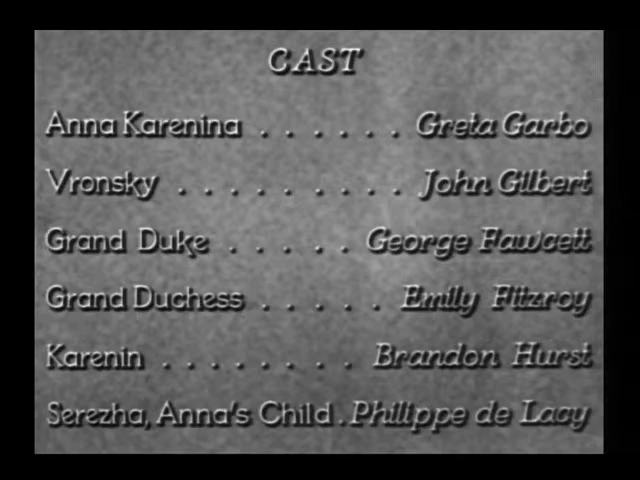 CAST
Anna Karenina . . . . . . Greta Garbo
Vronsky . . . . . . . . . John Gilbert
Grand Duke . . . . . George Fawcett
Grand Duchess . . . . . Emily Fitzroy
Karenin . . . . . . . . Brandon Hurst
Serezha, Anna's Child . Philippe de Lacy